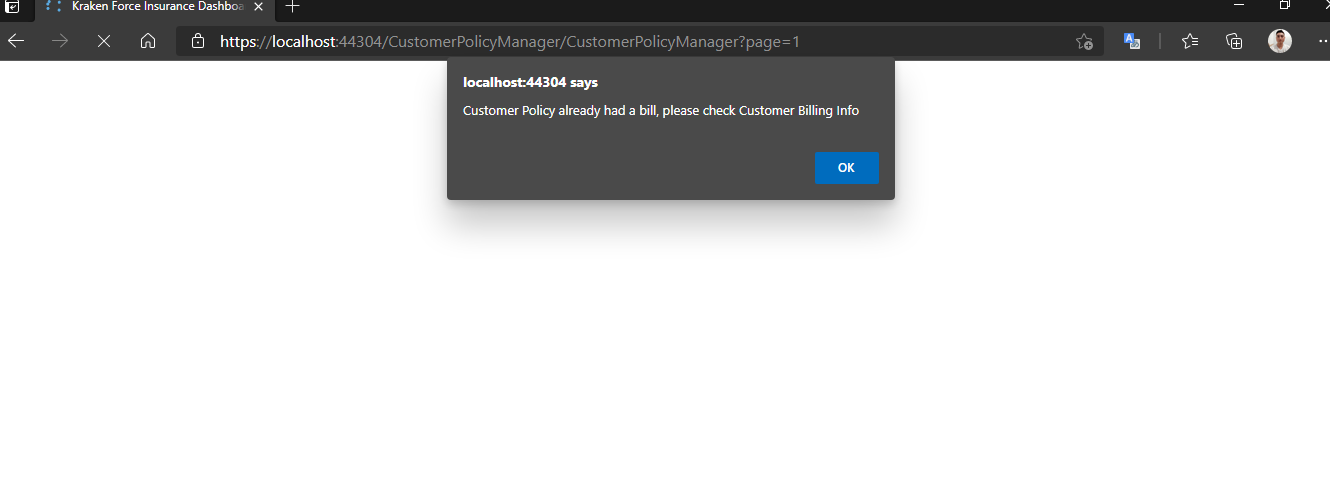 Kraken Force Insurance Dashboa
https://localhost:44304/CustomerPolicyManager/CustomerPolicyManager?page=1
localhost:44304 says
Customer Policy already had a bill, please check Customer Billing Info
OK